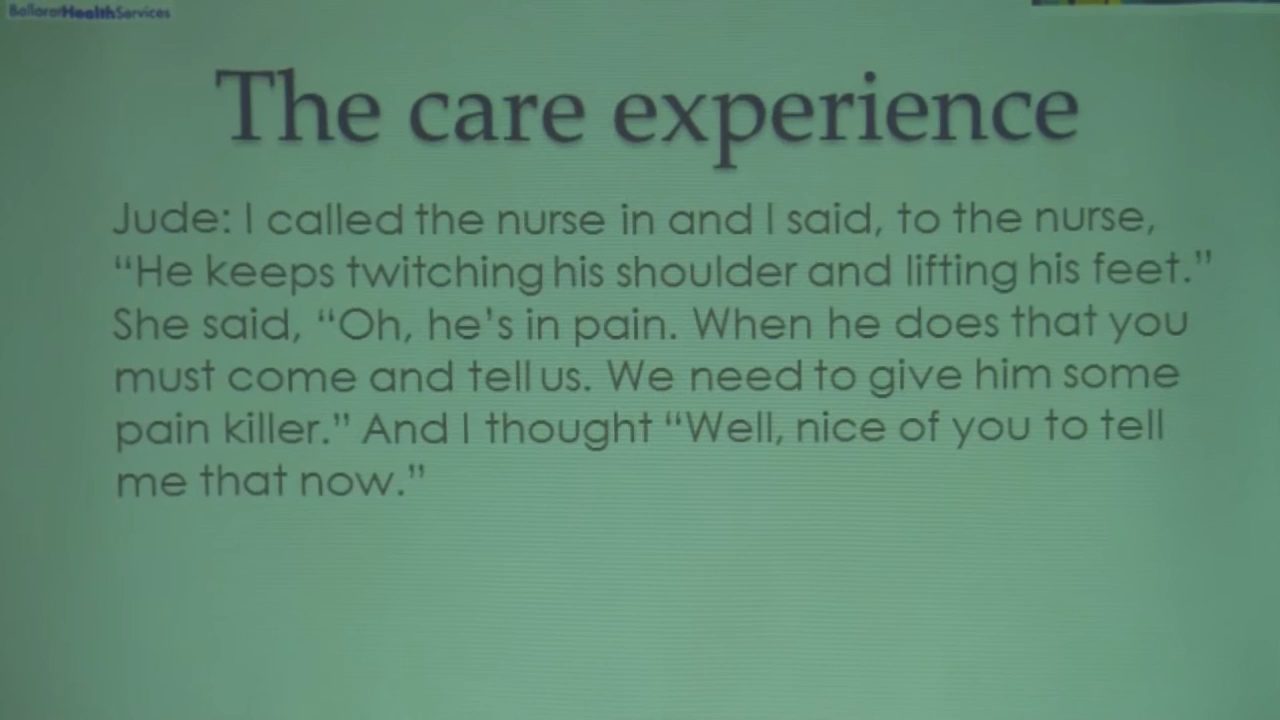 BallaratHealthServices
The care experience
Jude: I called the nurse in and I said, to the nurse,
“He keeps twitching his shoulder and lifting his feet.”
She said, “Oh, he’s in pain. When he does that you
must come and tell us. We need to give him some
pain killer.” And I thought “Well, nice of you to tell
me that now.”